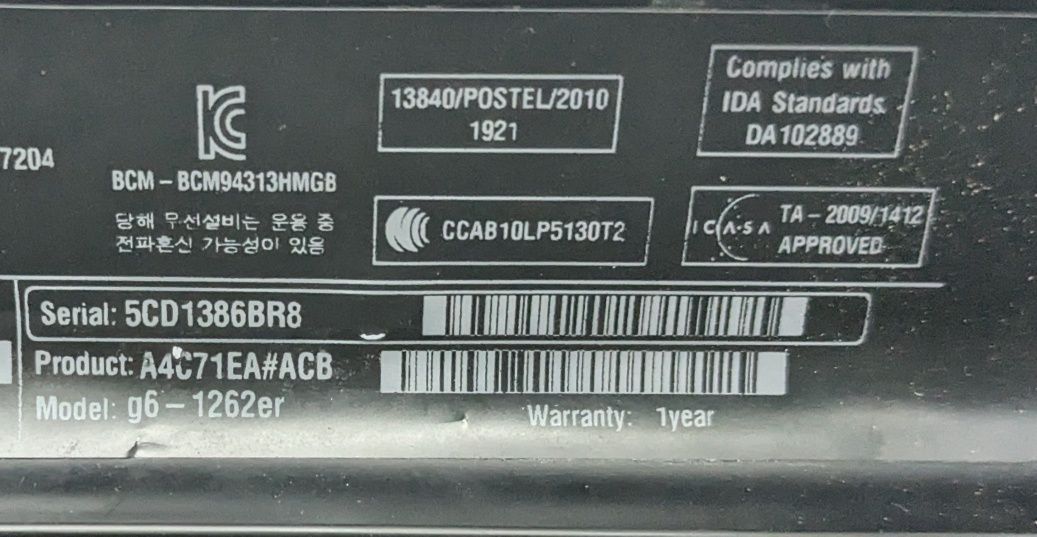 7204
BCM – BCM94313HMGB
당해 무선설비는 운용 중
전파혼신 가능성이 있음
13840/POSTEL/2010
1921
CCAB10LP5130T2
Complies with
IDA Standards
DA102889
ICASA TA – 2009/1412
APPROVED
Serial: 5CD1386BR8
Product: A4C71EA#ACB
Model: g6 – 1262er
Warranty: 1year